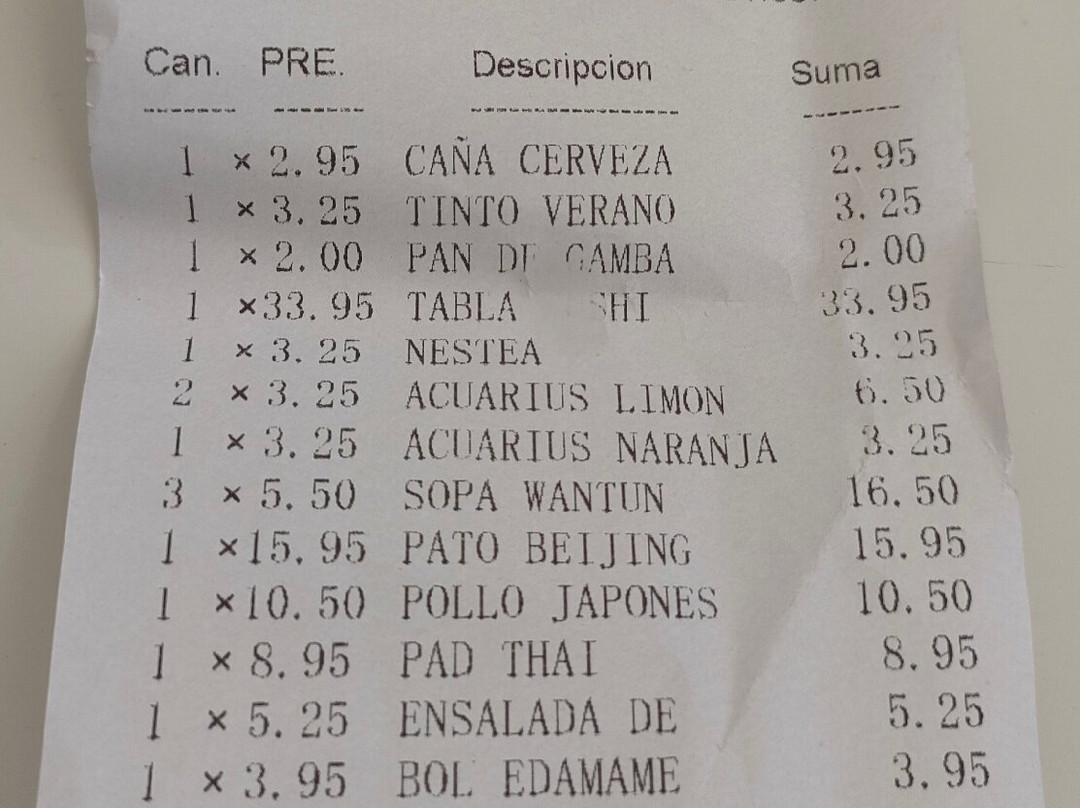 Can. PRE. Descripcion Suma
1 × 2.95 CAÑA CERVEZA 2.95
1 × 3.25 TINTO VERANO 3.25
1 × 2.00 PAN DE GAMBA 2.00
1 ×33.95 TABLA 33.95
1 × 3.25 NESTEA 3.25
2 × 3.25 ACUARIUS LIMON 6.50
1 × 3.25 ACUARIUS NARANJA 3.25
3 × 5.50 SOPA WANTUN 16.50
1 ×15.95 PATO BEIJING 15.95
1 ×10.50 POLLO JAPONES 10.50
1 × 8.95 PAD THAI 8.95
1 × 5.25 ENSALADA DE 5.25
1 × 3.95 BOL EDAMAME 3.95